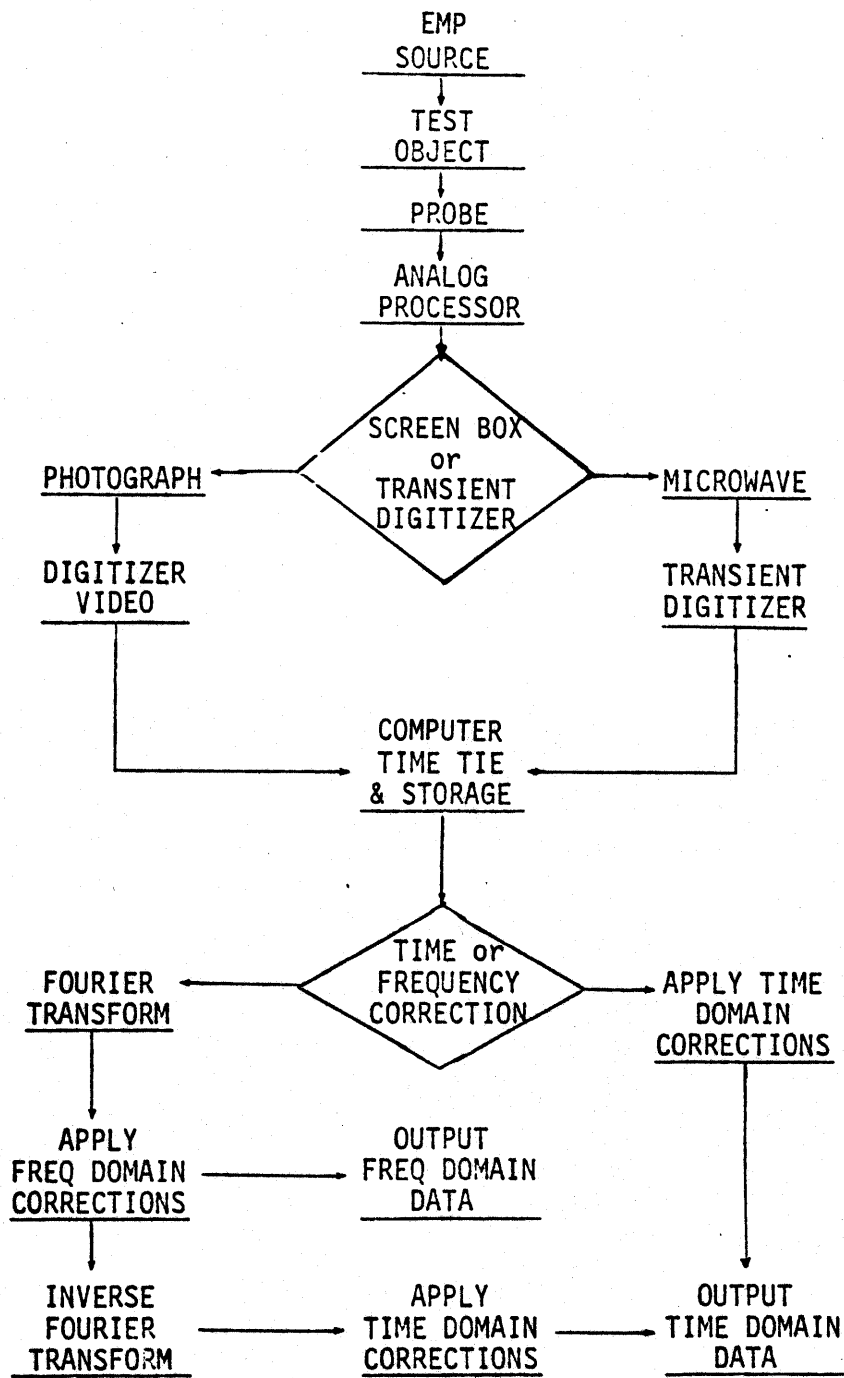 EMP
SOURCE
TEST
OBJECT
PROBE
ANALOG
PROCESSOR
SCREEN BOX
or
TRANSIENT
DIGITIZER
PHOTOGRAPH
MICROWAVE
DIGITIZER
VIDEO
TRANSIENT
DIGITIZER
COMPUTER
TIME TIE
& STORAGE
TIME or
FREQUENCY
CORRECTION
FOURIER
TRANSFORM
APPLY TIME
DOMAIN
CORRECTIONS
APPLY
FREQ DOMAIN
CORRECTIONS
OUTPUT
FREQ DOMAIN
DATA
INVERSE
FOURIER
TRANSFORM
APPLY
TIME DOMAIN
CORRECTIONS
OUTPUT
TIME DOMAIN
DATA